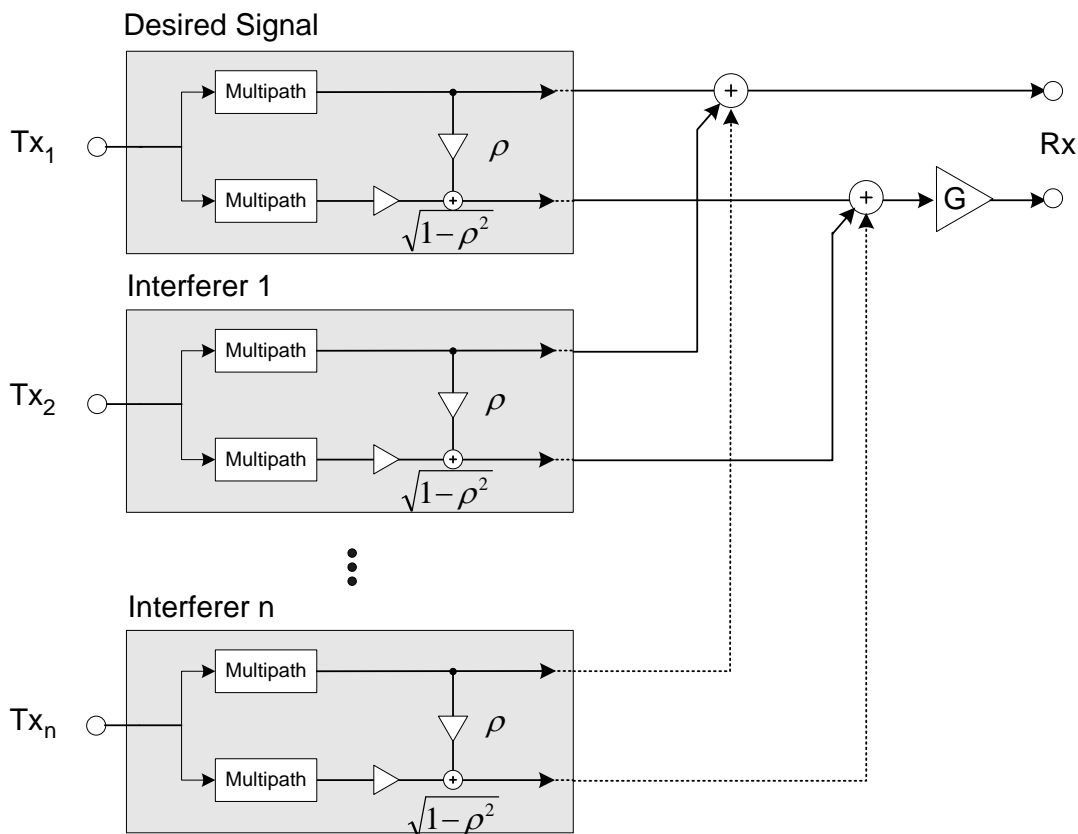 Desired Signal
Multipath
ρ
Tx₁
Rx
Multipath
G
√1−ρ²
Interferer 1
Multipath
ρ
Tx₂
Multipath
√1−ρ²
Interferer n
Multipath
ρ
Txₙ
Multipath
√1−ρ²